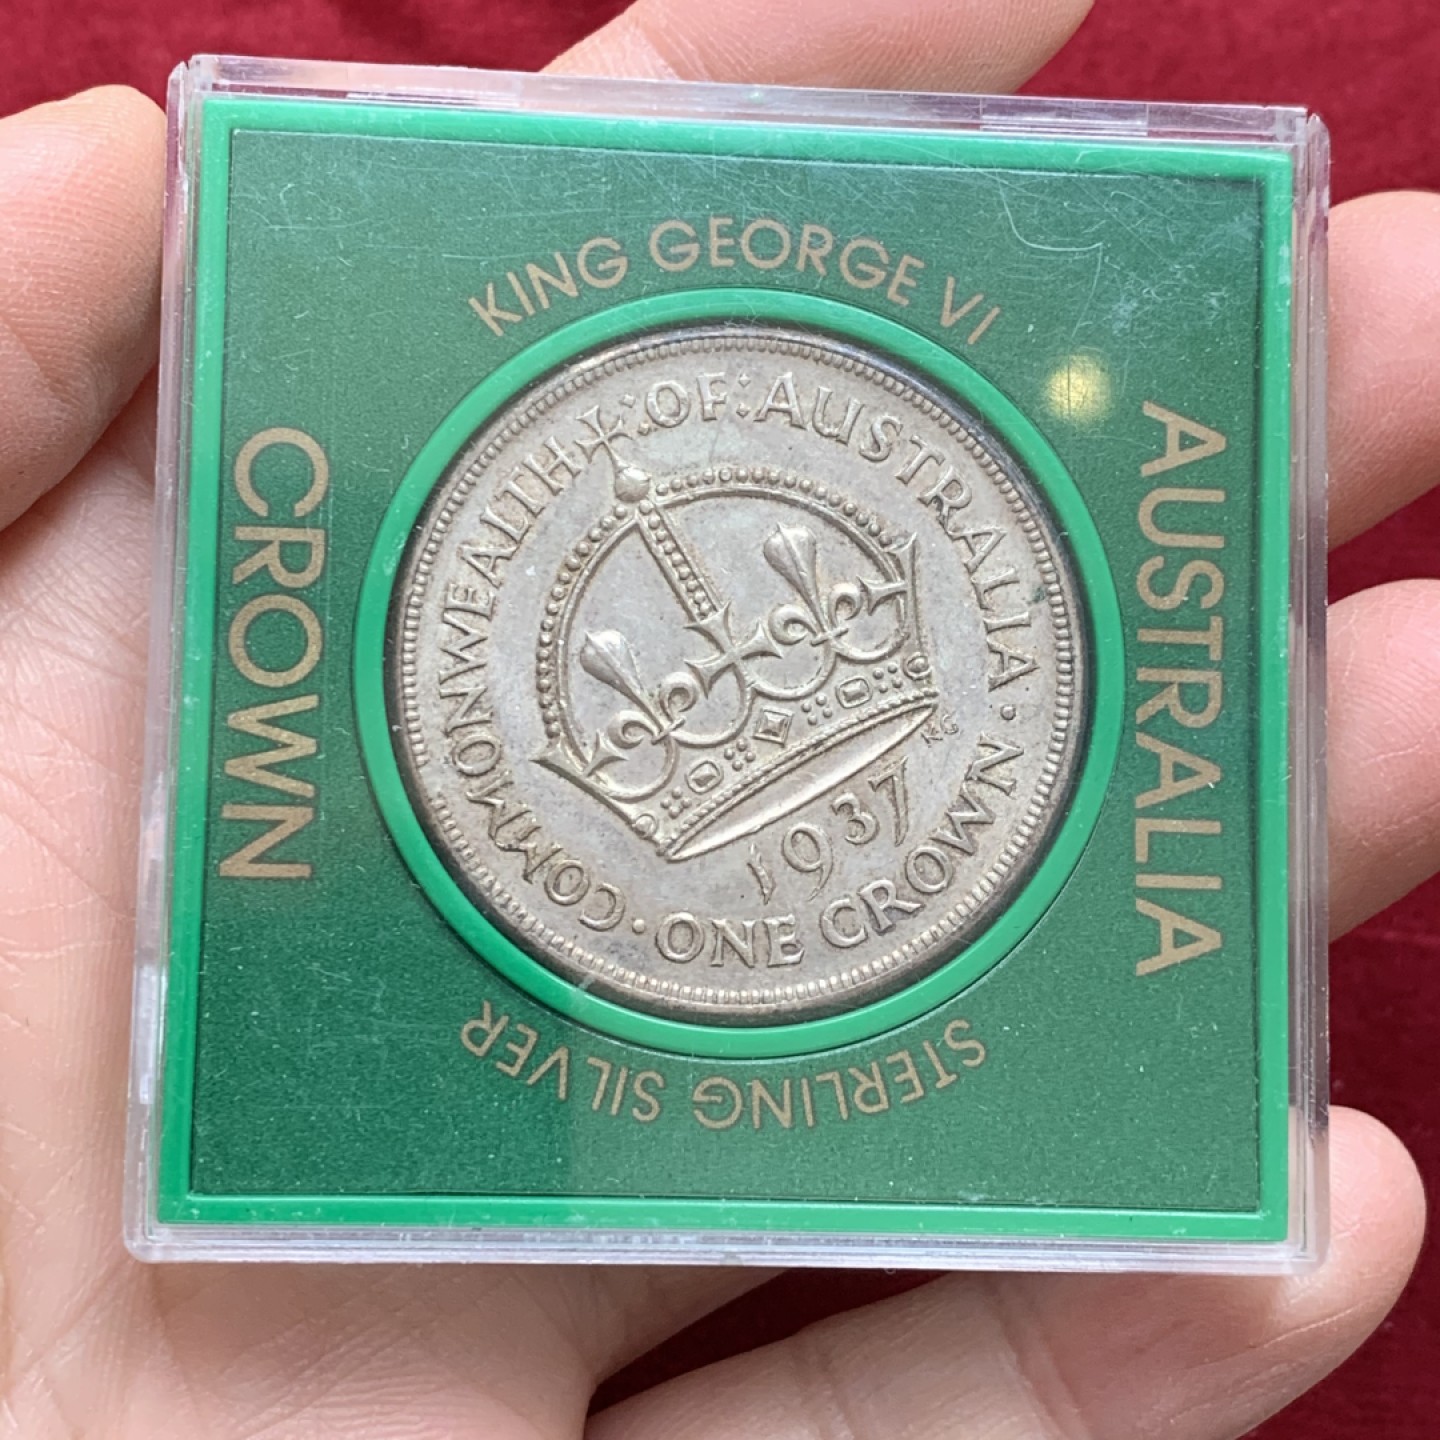 KING GEORGE VI
AUSTRALIA
STERLING SILVER
CROWN
COMMONWEALTH : OF : AUSTRALIA
· ONE CROWN ·
1937
KG